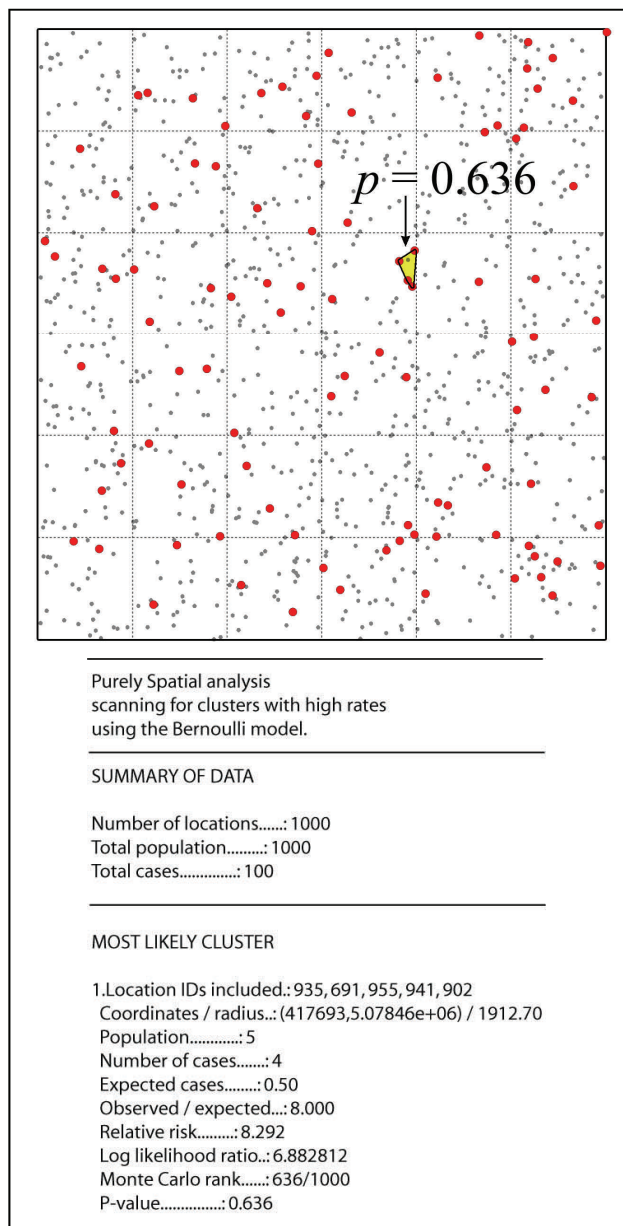 p = 0.636
Purely Spatial analysis
scanning for clusters with high rates
using the Bernoulli model.
SUMMARY OF DATA
Number of locations......: 1000
Total population.........: 1000
Total cases..............: 100
MOST LIKELY CLUSTER
1.Location IDs included.: 935, 691, 955, 941, 902
Coordinates / radius..: (417693,5.07846e+06) / 1912.70
Population............: 5
Number of cases.......: 4
Expected cases........: 0.50
Observed / expected...: 8.000
Relative risk.........: 8.292
Log likelihood ratio..: 6.882812
Monte Carlo rank......: 636/1000
P-value...............: 0.636